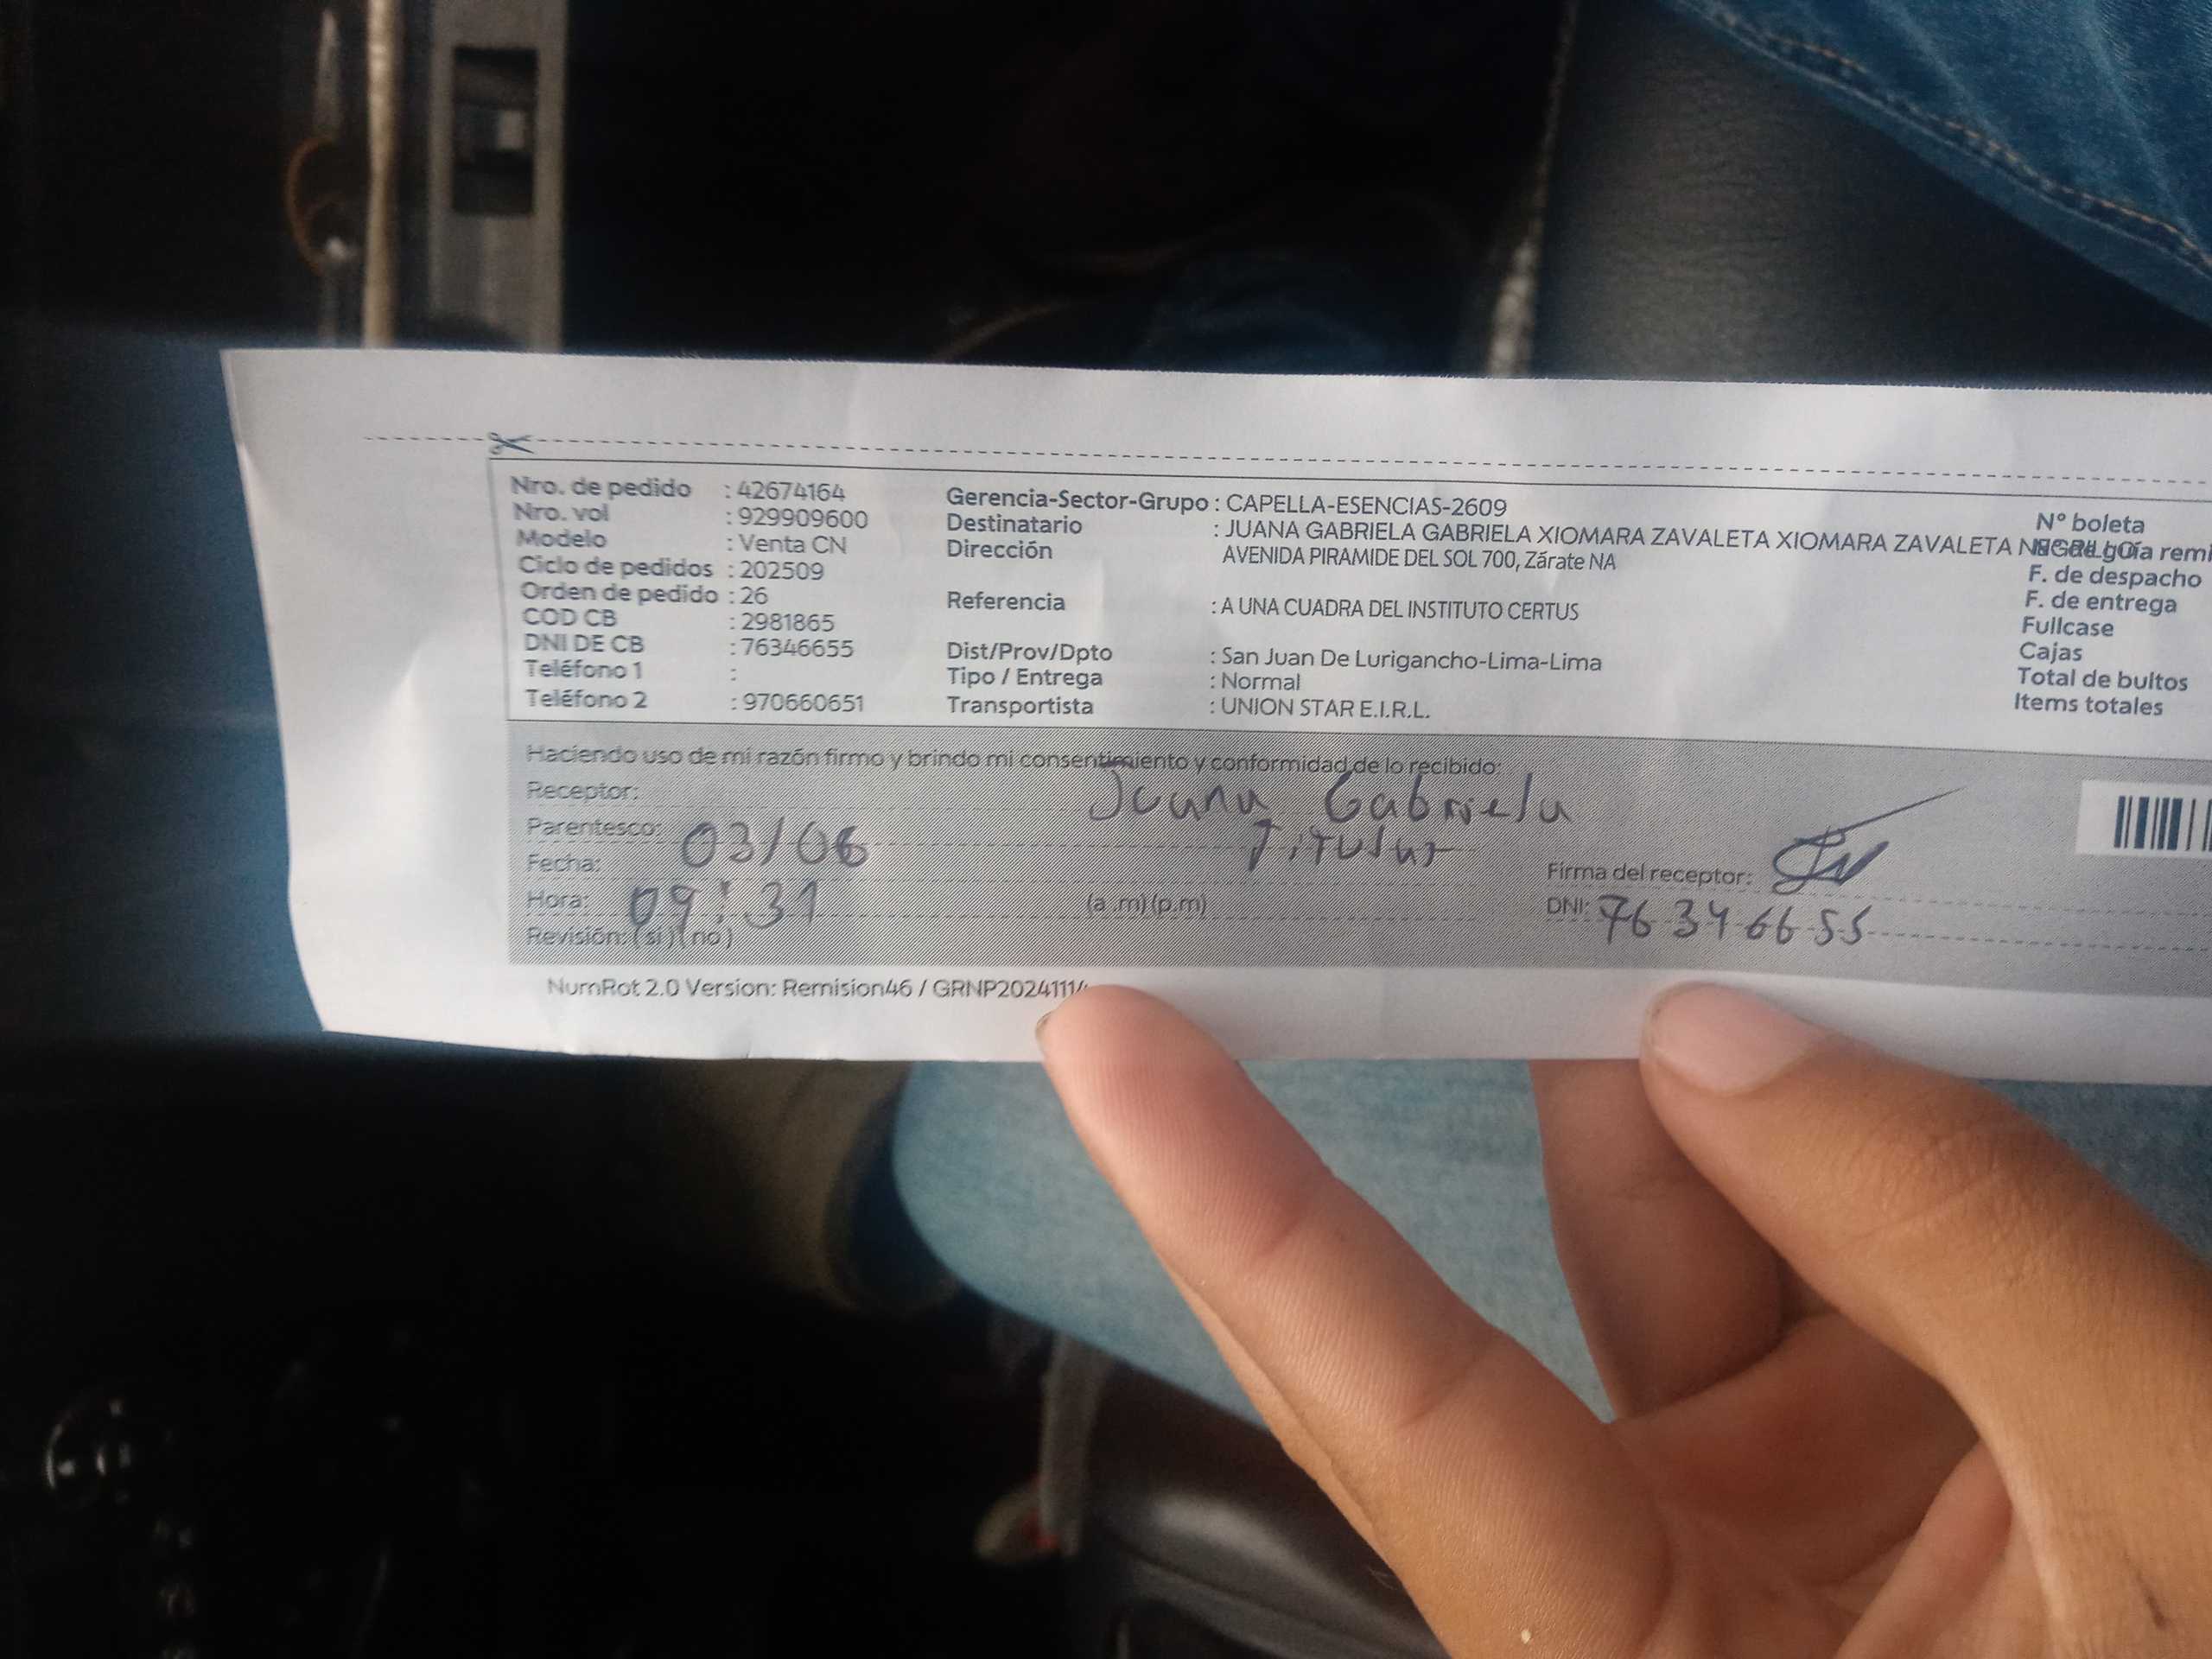 Nro. de pedido : 42674164
Nro. vol : 929909600
Modelo : Venta CN
Ciclo de pedidos : 202509
Orden de pedido : 26
COD CB : 2981865
DNI DE CB : 76346655
Teléfono 1 :
Teléfono 2 : 970660651
Gerencia-Sector-Grupo : CAPELLA-ESENCIAS-2609
Destinatario : JUANA GABRIELA GABRIELA XIOMARA ZAVALETA XIOMARA ZAVALETA
Dirección AVENIDA PIRAMIDE DEL SOL 700, Zárate NA
Referencia : A UNA CUADRA DEL INSTITUTO CERTUS
Dist/Prov/Dpto : San Juan De Lurigancho-Lima-Lima
Tipo / Entrega : Normal
Transportista : UNION STAR E.I.R.L.
N° boleta
guía remi
F. de despacho
F. de entrega
Fullcase
Cajas
Total de bultos
Items totales
Haciendo uso de mi razón firmo y brindo mi consentimiento y conformidad de lo recibido:
Receptor: Juana Gabriela
Parentesco: Titular
Fecha: 03/06
Hora: 09:31 (a .m) (p.m)
Revisión: ( si ) ( no )
Firma del receptor:
DNI: 76346655
NumRot 2.0 Version: Remision46 / GRNP20241114